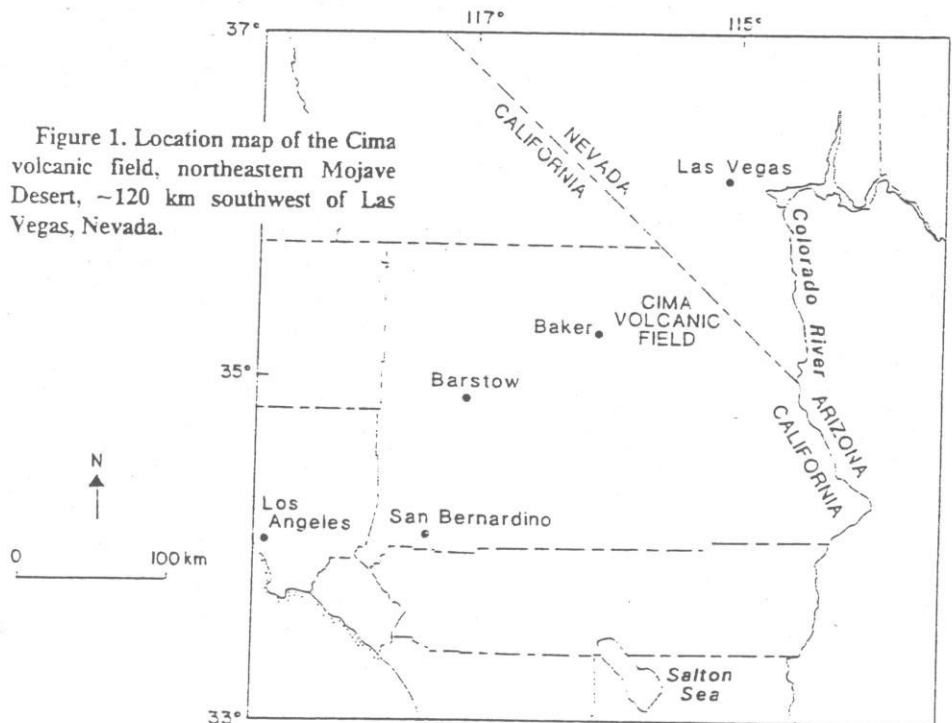 37°
117°
115°
Figure 1. Location map of the Cima
volcanic field, northeastern Mojave
Desert, ~120 km southwest of Las
Vegas, Nevada.
NEVADA
CALIFORNIA
Las Vegas
Colorado River
CIMA
VOLCANIC
FIELD
Baker
35°
Barstow
ARIZONA
CALIFORNIA
N
Los
Angeles
San Bernardino
0 100 km
Salton
Sea
33°